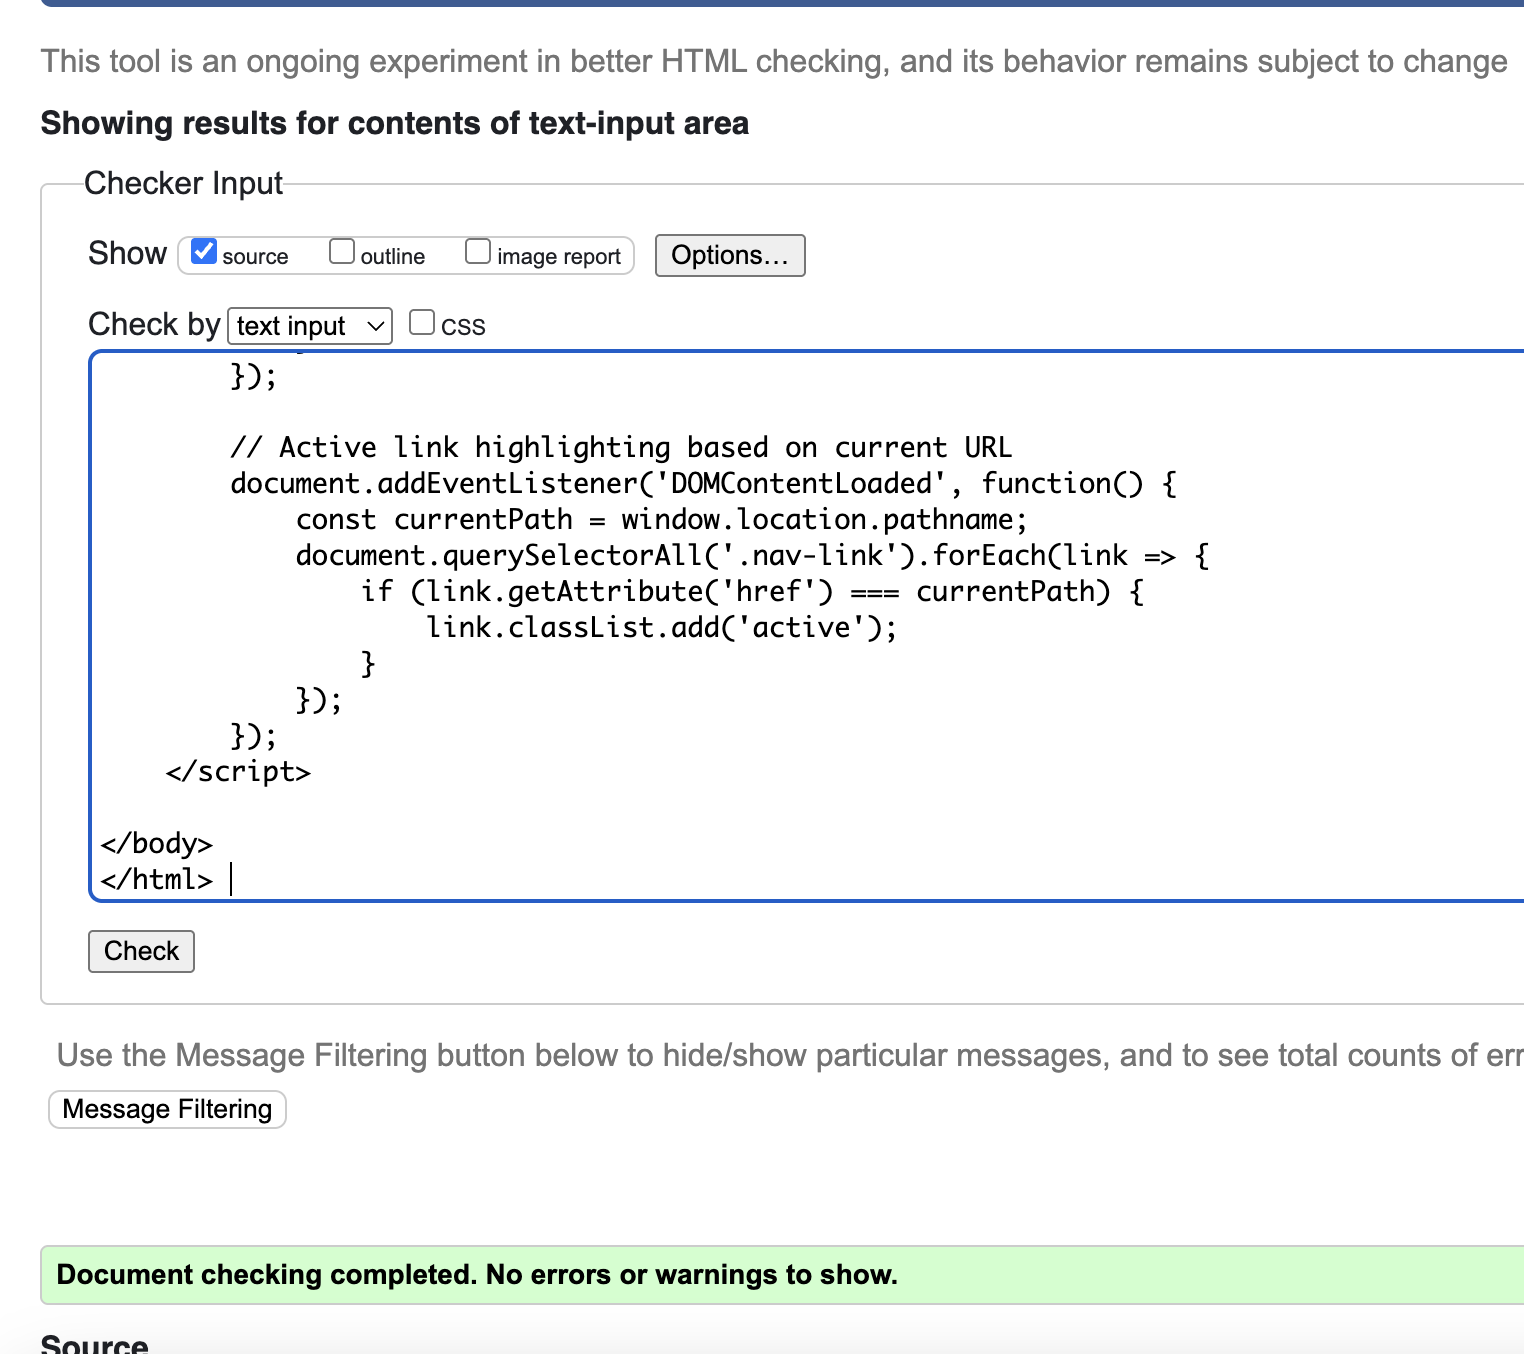 This tool is an ongoing experiment in better HTML checking, and its behavior remains subject to change
Showing results for contents of text-input area
Checker Input
Show source outline image report Options...
Check by text input CSS
});
// Active link highlighting based on current URL
document.addEventListener('DOMContentLoaded', function() {
const currentPath = window.location.pathname;
document.querySelectorAll('.nav-link').forEach(link => {
if (link.getAttribute('href') === currentPath) {
link.classList.add('active');
}
});
});
</script>
</body>
</html>
Check
Use the Message Filtering button below to hide/show particular messages, and to see total counts of err
Message Filtering
Document checking completed. No errors or warnings to show.
Source